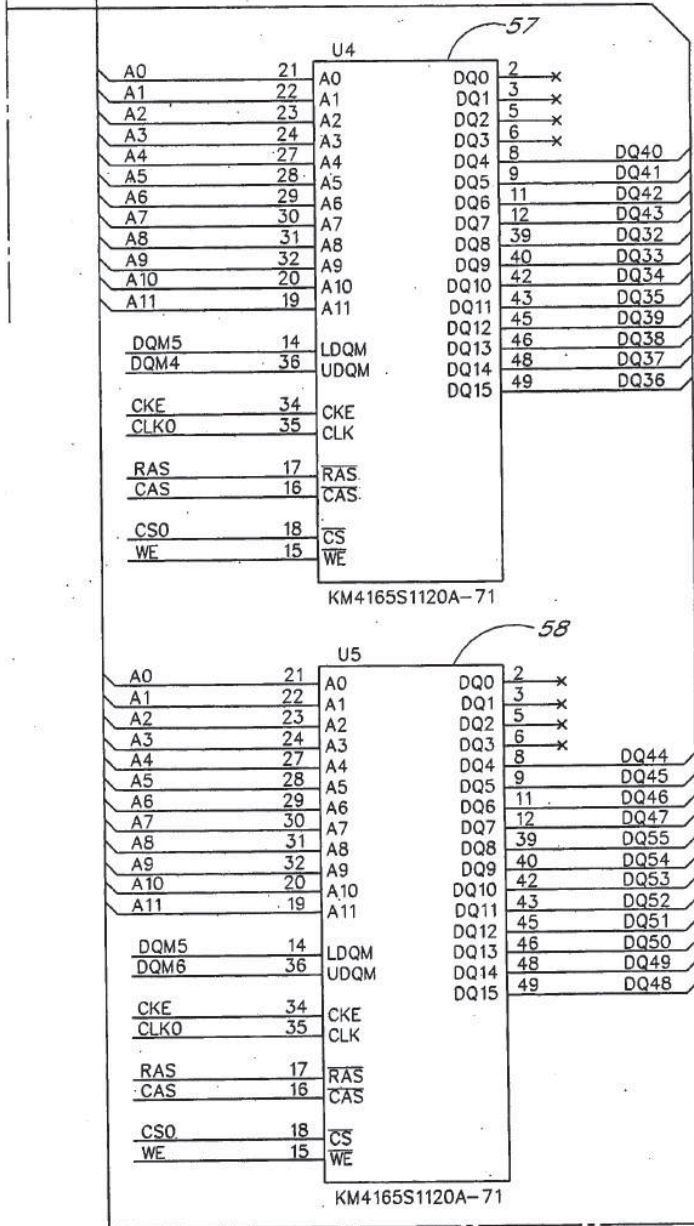 57
U4
A0 21 A0 DQ0 2
A1 22 A1 DQ1 3
A2 23 A2 DQ2 5
A3 24 A3 DQ3 6
A4 27 A4 DQ4 8 DQ40
A5 28 A5 DQ5 9 DQ41
A6 29 A6 DQ6 11 DQ42
A7 30 A7 DQ7 12 DQ43
A8 31 A8 DQ8 39 DQ32
A9 32 A9 DQ9 40 DQ33
A10 20 A10 DQ10 42 DQ34
A11 19 A11 DQ11 43 DQ35
DQ12 45 DQ39
DQM5 14 LDQM DQ13 46 DQ38
DQM4 36 UDQM DQ14 48 DQ37
DQ15 49 DQ36
CKE 34 CKE
CLK0 35 CLK
RAS 17 RAS
CAS 16 CAS
CS0 18 CS
WE 15 WE
KM4165S1120A-71
58
U5
A0 21 A0 DQ0 2
A1 22 A1 DQ1 3
A2 23 A2 DQ2 5
A3 24 A3 DQ3 6
A4 27 A4 DQ4 8 DQ44
A5 28 A5 DQ5 9 DQ45
A6 29 A6 DQ6 11 DQ46
A7 30 A7 DQ7 12 DQ47
A8 31 A8 DQ8 39 DQ55
A9 32 A9 DQ9 40 DQ54
A10 20 A10 DQ10 42 DQ53
A11 19 A11 DQ11 43 DQ52
DQ12 45 DQ51
DQM5 14 LDQM DQ13 46 DQ50
DQM6 36 UDQM DQ14 48 DQ49
DQ15 49 DQ48
CKE 34 CKE
CLK0 35 CLK
RAS 17 RAS
CAS 16 CAS
CS0 18 CS
WE 15 WE
KM4165S1120A-71